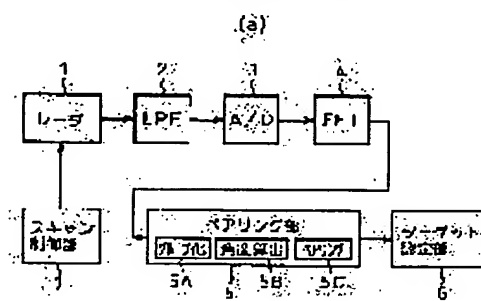 (a)
1 2 3 4
レーダ LPF A/D FFT
スキャン ペアリング部 ターゲット
制御部 グループ化 角度算出 ペアリング 認定部
7 5A 5 5B 5C 6